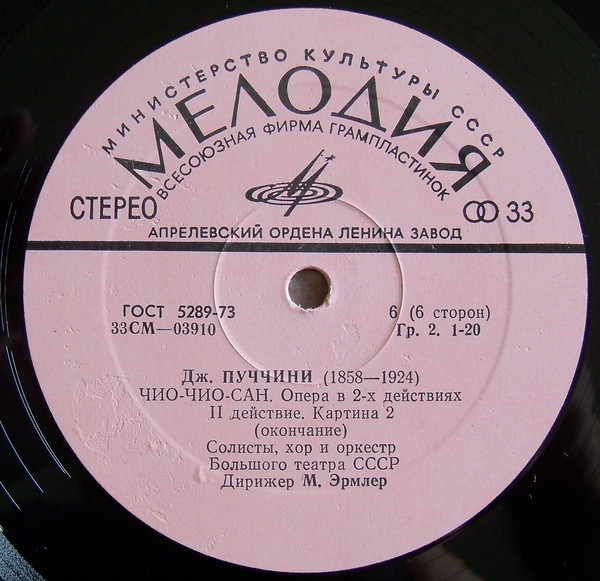 МИНИСТЕРСТВО КУЛЬТУРЫ СССР
МЕЛОДИЯ
ВСЕСОЮЗНАЯ ФИРМА ГРАМПЛАСТИНОК
СТЕРЕО 33
АПРЕЛЕВСКИЙ ОРДЕНА ЛЕНИНА ЗАВОД
ГОСТ 5289-73 6 (6 сторон)
33СМ—03910 Гр. 2. 1-20
Дж. ПУЧЧИНИ (1858—1924)
ЧИО-ЧИО-САН. Опера в 2-х действиях
II действие. Картина 2
(окончание)
Солисты, хор и оркестр
Большого театра СССР
Дирижер М. Эрмлер